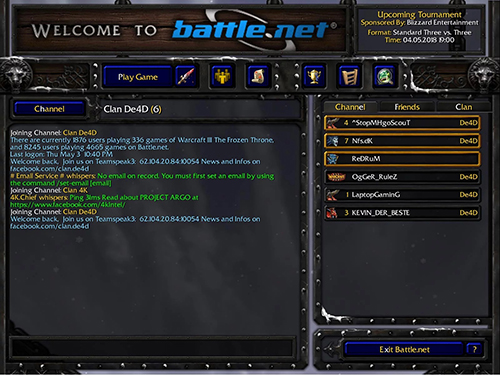 WELCOME TO battle.net®
Upcoming Tournament
Sponsored By: Blizzard Entertainment
Format: Standard Three vs. Three
Time: 04.05.2018 19:00
Play Game
Channel
Clan De4D (6)
Joining Channel: Clan De4D
There are currently 1876 users playing 336 games of Warcraft III The Frozen Throne,
and 8245 users playing 4665 games on Battle.net.
Last logon: Thu May 3 10:40 PM
Welcome back, Join us on Teamspeak3: 62.104.20.84:10054 News and Infos on
facebook.com/clan.de4d
# Email Service # whispers: No email on record. You must first set an email by using
the command /set-email [email]
Joining Channel: Clan 4K
4K.Chief whispers: Ping 31ms Read about PROJECT ARGO at
https://www.facebook.com/4kintel/
Joining Channel: Clan De4D
Welcome back, Join us on Teamspeak3: 62.104.20.84:10054 News and Infos on
facebook.com/clan.de4d
Channel Friends Clan
4 ^StopMHgoScouT De4D
7 Nfs.dK De4D
ReDRuM
OgGeR_RuleZ De4D
1 LaptopGaminG De4D
3 KEVIN_DER_BESTE De4D
Exit Battle.net
?